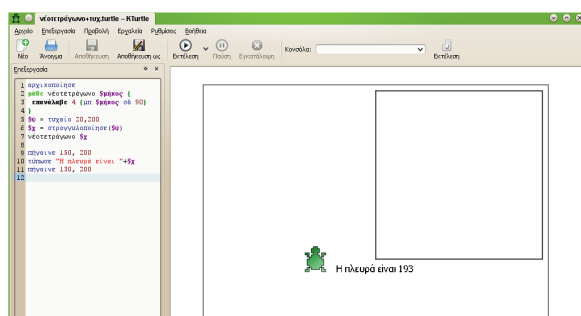 νέοτετράγωνο+τυχ.turtle – KTurtle
Αρχείο Επεξεργασία Προβολή Εργαλεία Ρυθμίσεις Βοήθεια
Νέο Άνοιγμα Αποθήκευση Αποθήκευση ως Εκτέλεση Παύση Εγκατάλειψη Κονσόλα: Εκτέλεση
Επεξεργασία
1 αρχικοποίησε
2 μάθε νέοτετράγωνο $μήκος {
3 επανάλαβε 4 {μπ $μήκος σδ 90}
4 }
5 $ψ = τυχαίο 20,200
6 $χ = στρογγυλοποίησε($ψ)
7 νέοτετράγωνο $χ
8
9 πήγαινε 150, 200
10 τύπωσε "Η πλευρά είναι "+$χ
11 πήγαινε 130, 200
12
Η πλευρά είναι 193